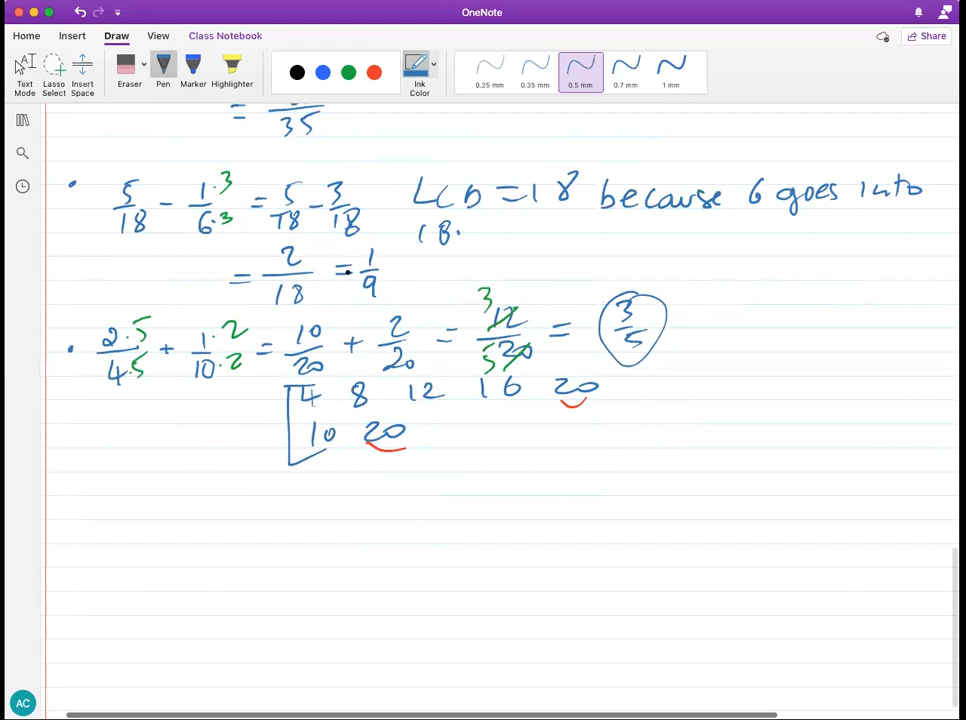 OneNote
Home Insert Draw View Class Notebook Share
Text Mode Lasso Select Insert Space Eraser Pen Marker Highlighter Ink Color 0.25 mm 0.35 mm 0.5 mm 0.7 mm 1 mm
= /35
• 5/18 - 1·3/6·3 = 5/18 - 3/18 LCD = 18 because 6 goes into
18.
= 2/18 = 1/9
• 2·5/4·5 + 1·2/10·2 = 10/20 + 2/20 = 3 12/5 20 = 3/5
4 8 12 16 20
10 20
AC